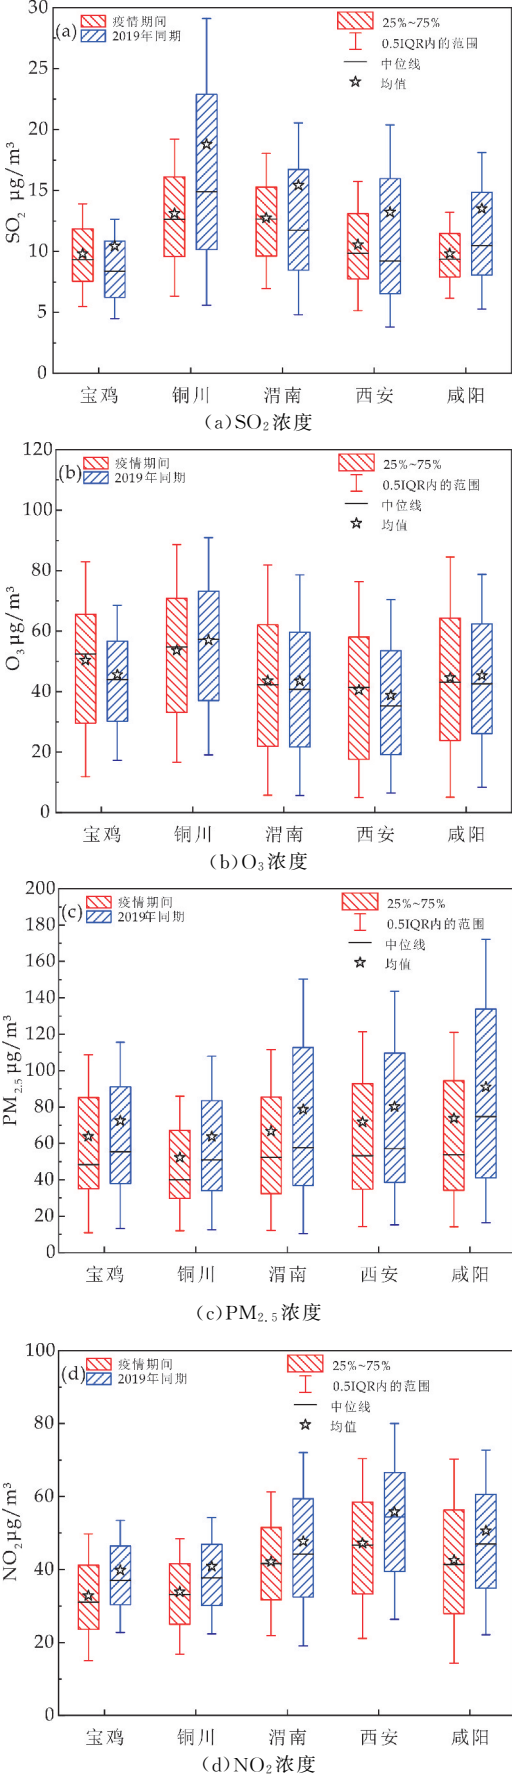 30
25
20
15
10
5
0
SO₂ μg/m³
(a)
疫情期间
2019年同期
25%~75%
0.5IQR内的范围
中位线
均值
宝鸡 铜川 渭南 西安 咸阳
(a)SO₂浓度
120
100
80
60
40
20
0
O₃ μg/m³
(b)
疫情期间
2019年同期
25%~75%
0.5IQR内的范围
中位线
均值
宝鸡 铜川 渭南 西安 咸阳
(b)O₃浓度
200
180
160
140
120
100
80
60
40
20
0
PM₂.₅ μg/m³
(c)
疫情期间
2019年同期
25%~75%
0.5IQR内的范围
中位线
均值
宝鸡 铜川 渭南 西安 咸阳
(c)PM₂.₅浓度
100
80
60
40
20
0
NO₂ μg/m³
(d)
疫情期间
2019年同期
25%~75%
0.5IQR内的范围
中位线
均值
宝鸡 铜川 渭南 西安 咸阳
(d)NO₂浓度